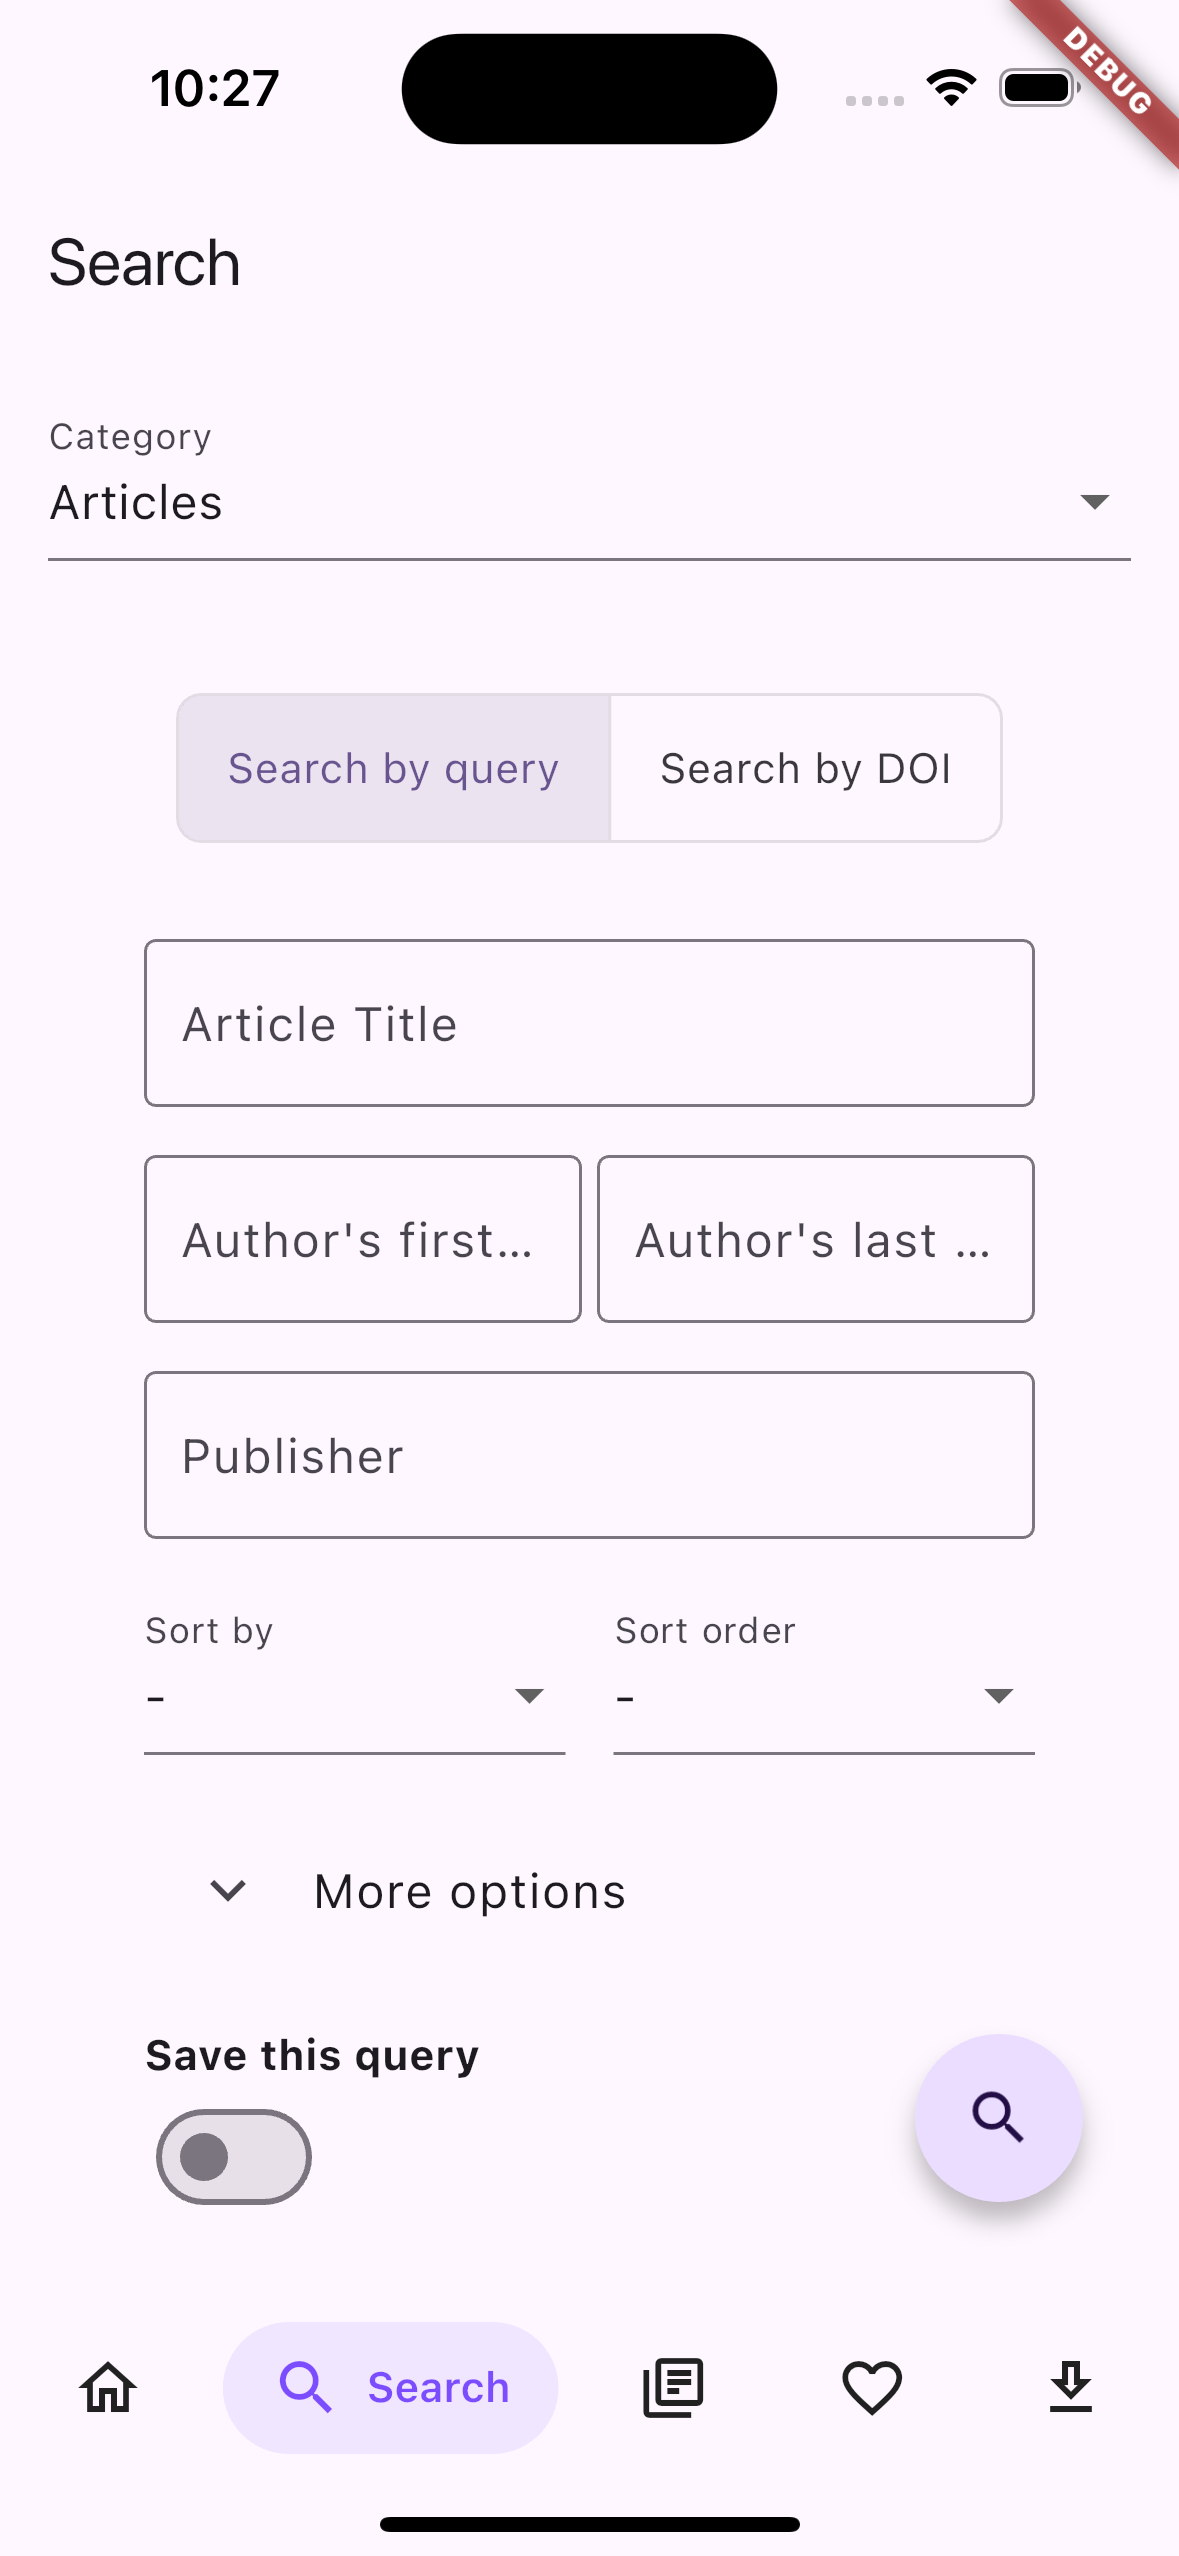 10:27
DEBUG
Search
Category
Articles
Search by query
Search by DOI
Article Title
Author's first...
Author's last ...
Publisher
Sort by
Sort order
-
-
More options
Save this query
Search